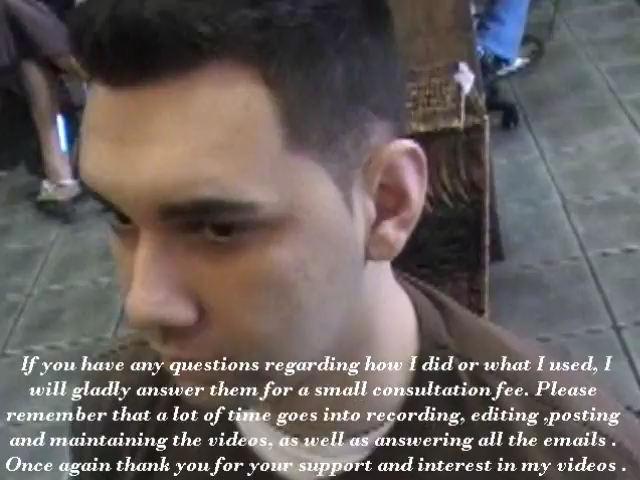 If you have any questions regarding how I did or what I used, I
will gladly answer them for a small consultation fee. Please
remember that a lot of time goes into recording, editing ,posting
and maintaining the videos, as well as answering all the emails .
Once again thank you for your support and interest in my videos .